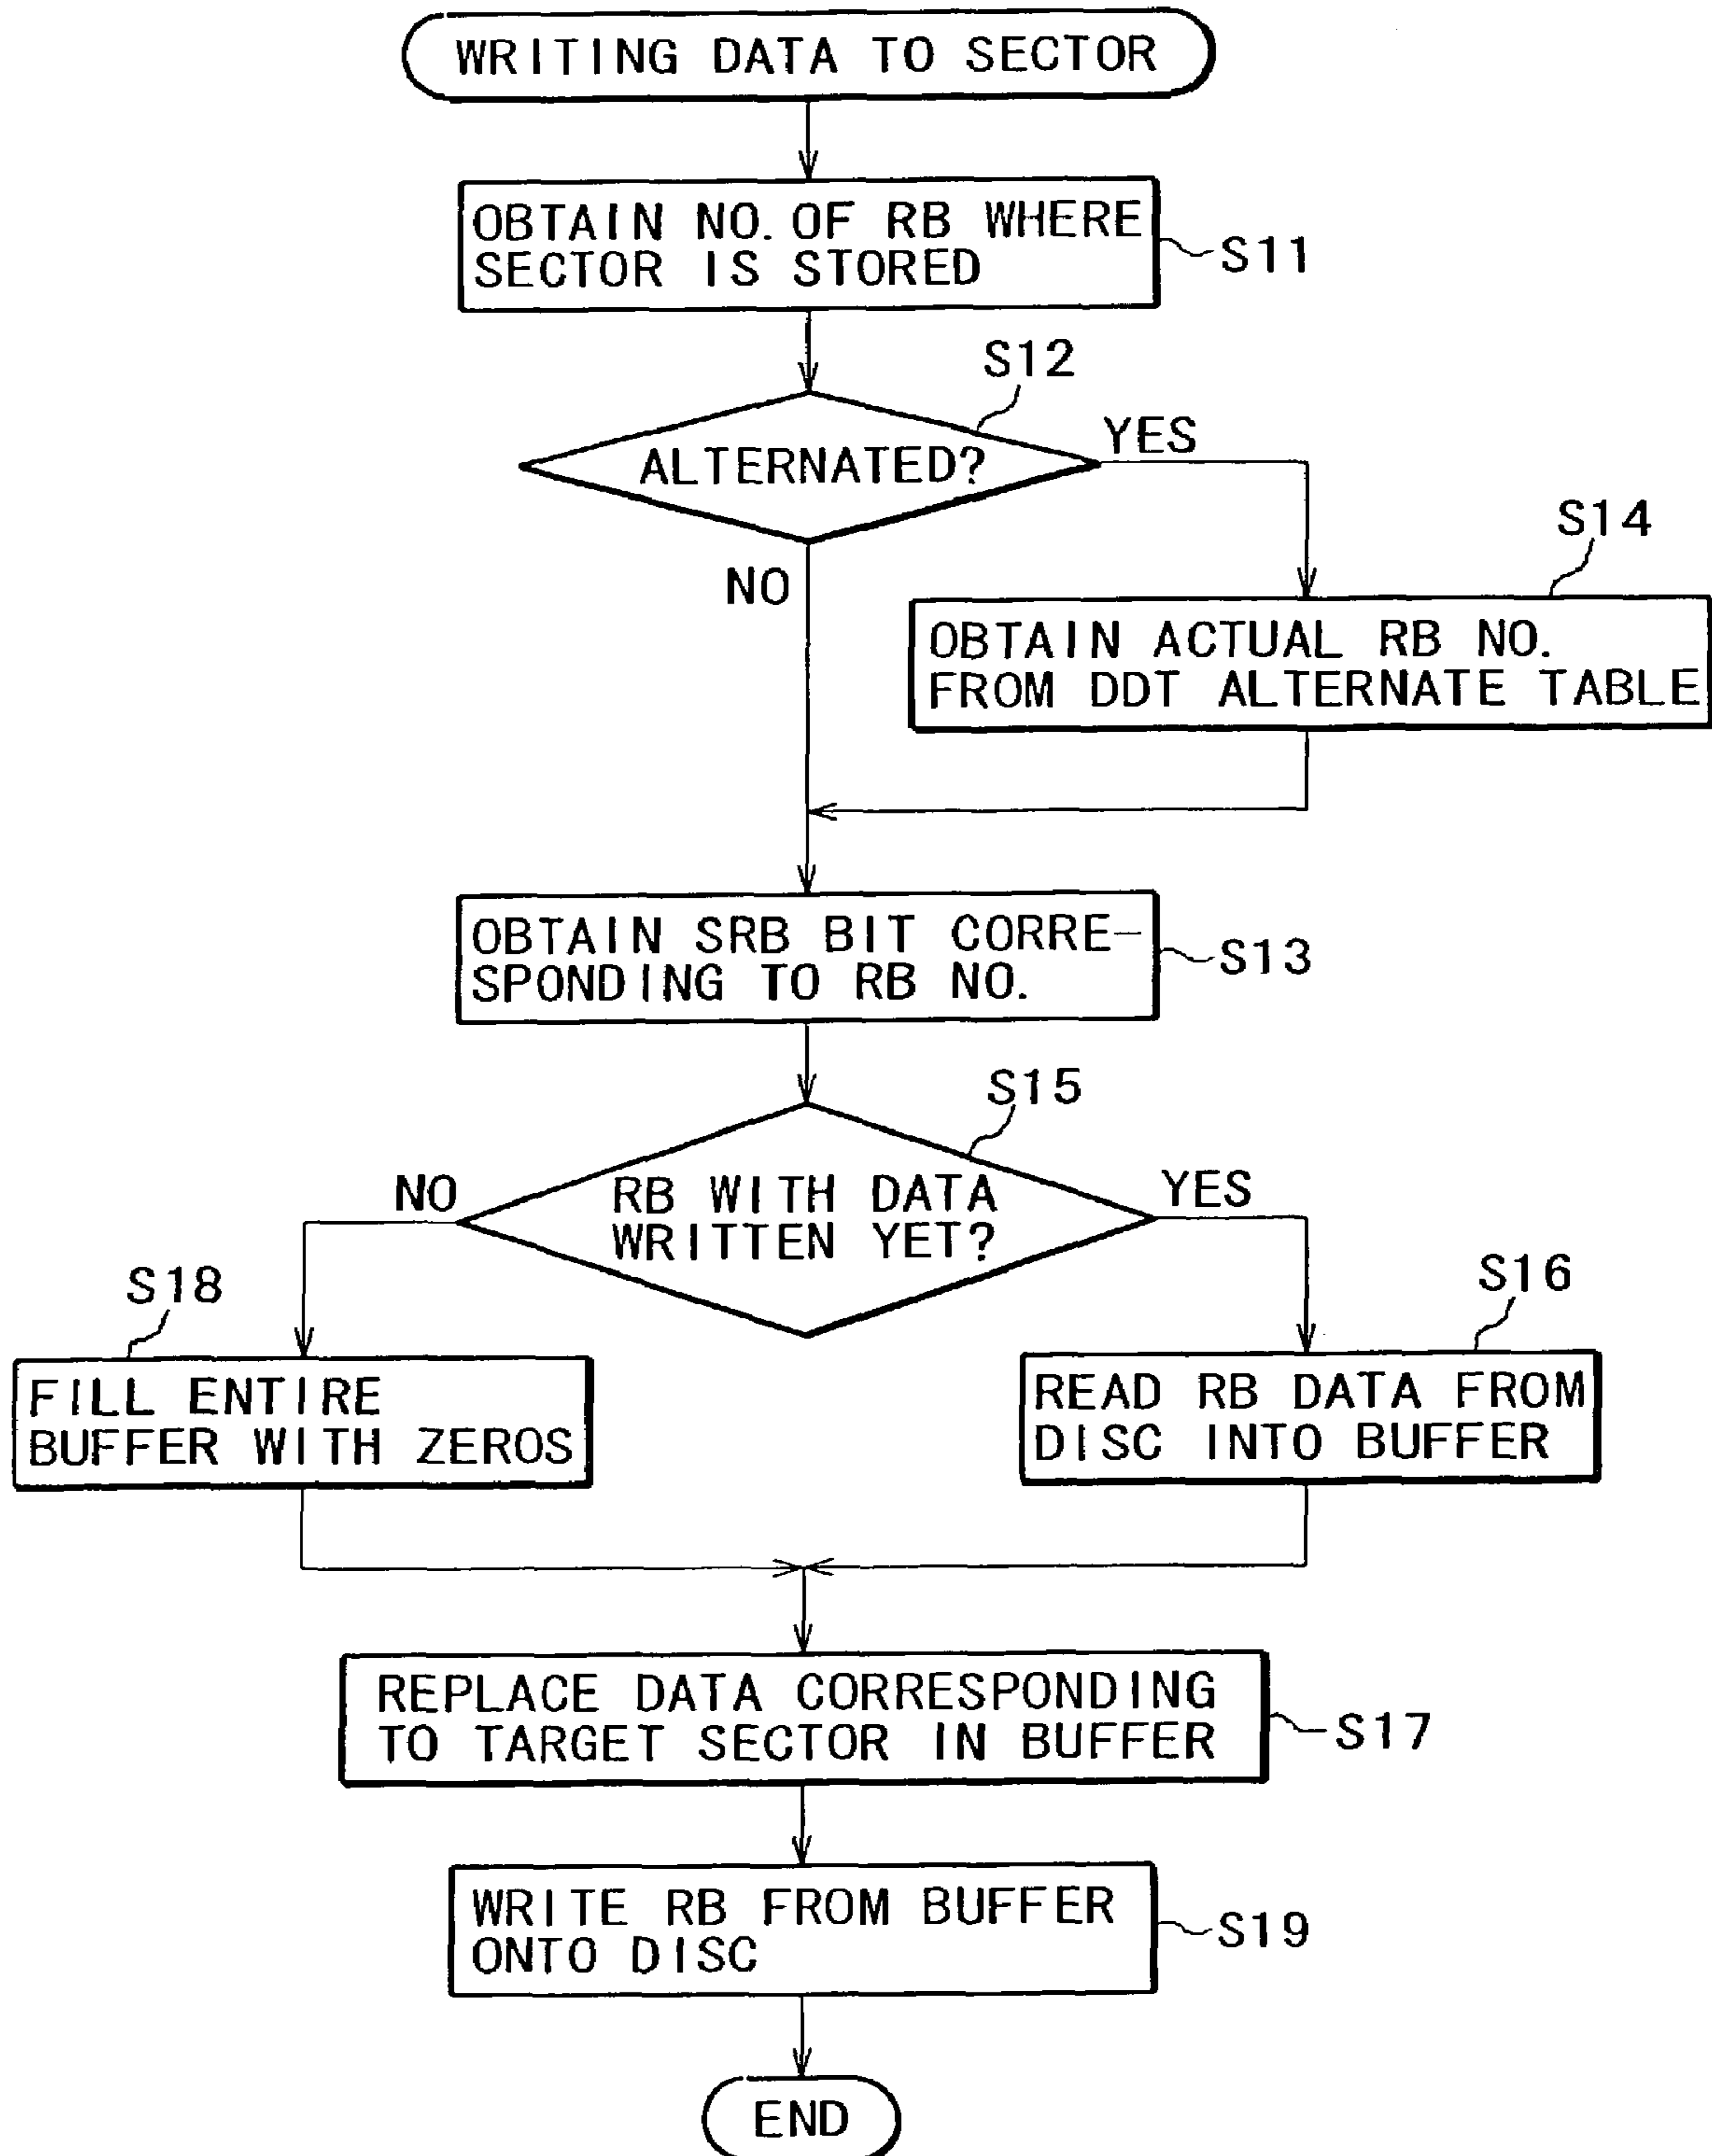 WRITING DATA TO SECTOR
OBTAIN NO. OF RB WHERE
SECTOR IS STORED
S11
S12
ALTERNATED?
YES
NO
S14
OBTAIN ACTUAL RB NO.
FROM DDT ALTERNATE TABLE
OBTAIN SRB BIT CORRE-
SPONDING TO RB NO.
S13
S15
RB WITH DATA
WRITTEN YET?
NO
YES
S18
FILL ENTIRE
BUFFER WITH ZEROS
S16
READ RB DATA FROM
DISC INTO BUFFER
REPLACE DATA CORRESPONDING
TO TARGET SECTOR IN BUFFER
S17
WRITE RB FROM BUFFER
ONTO DISC
S19
END